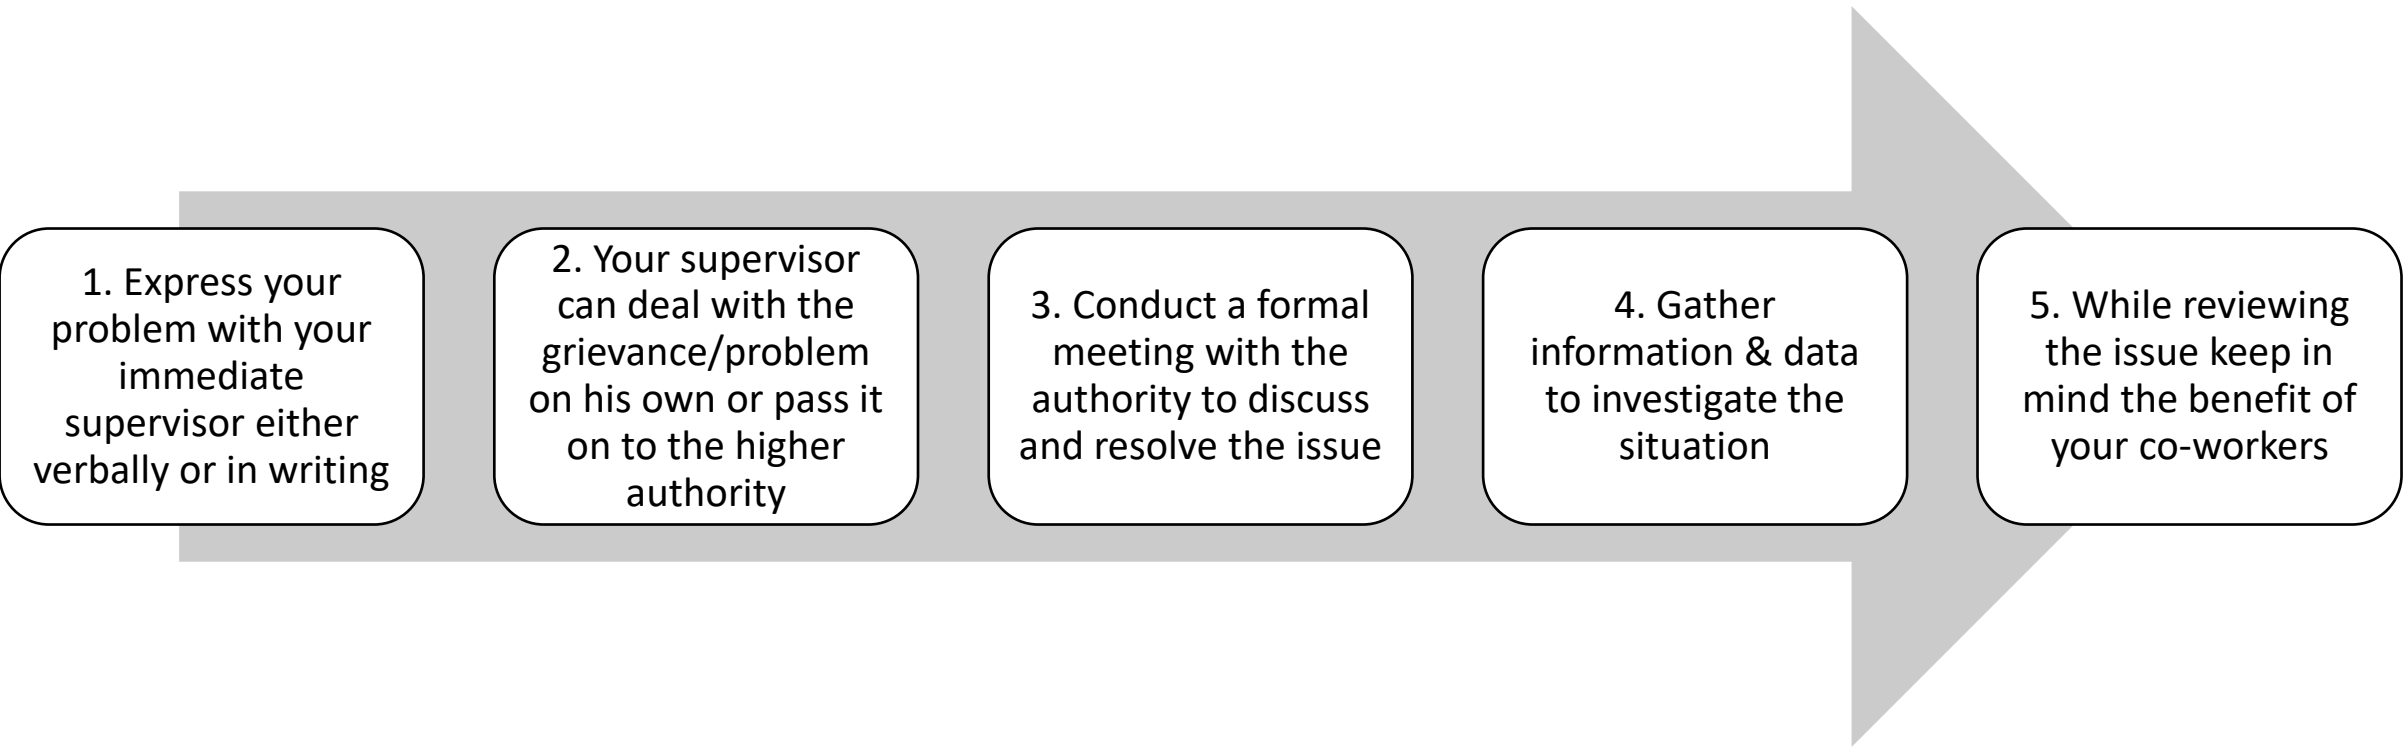 1. Express your
problem with your
immediate
supervisor either
verbally or in writing
2. Your supervisor
can deal with the
grievance/problem
on his own or pass it
on to the higher
authority
3. Conduct a formal
meeting with the
authority to discuss
and resolve the issue
4. Gather
information & data
to investigate the
situation
5. While reviewing
the issue keep in
mind the benefit of
your co-workers